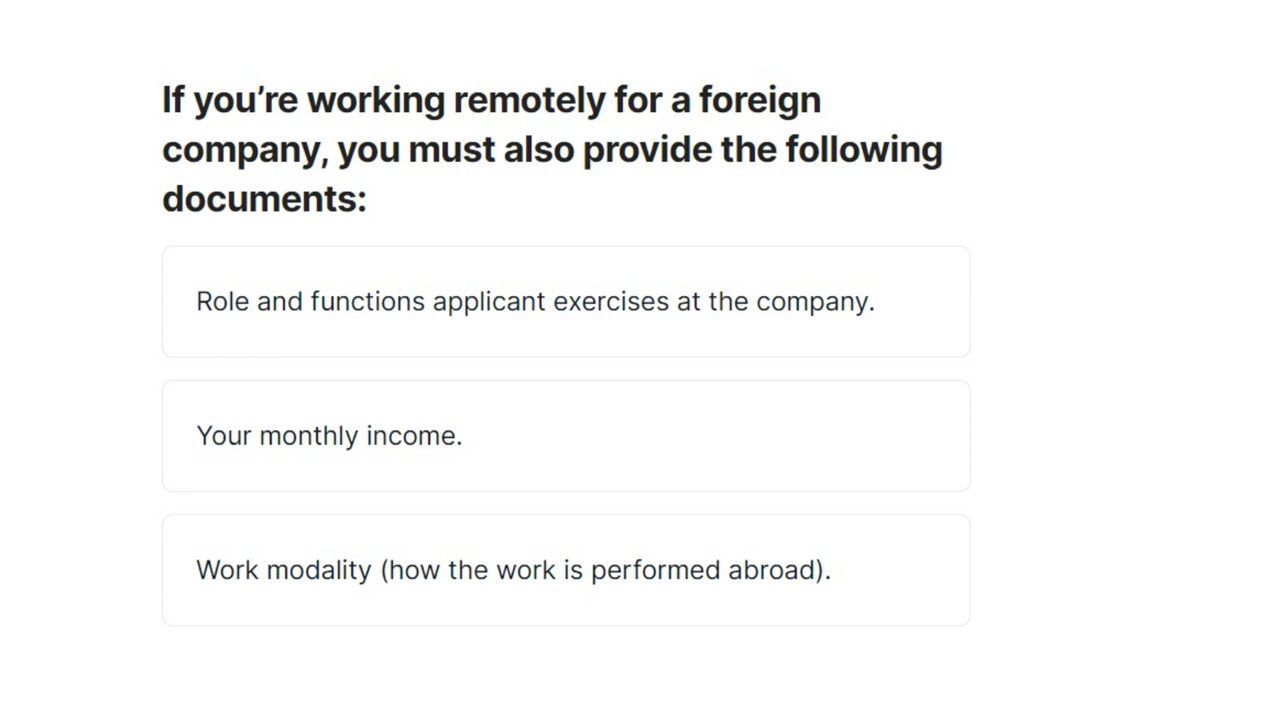 If you’re working remotely for a foreign
company, you must also provide the following
documents:
Role and functions applicant exercises at the company.
Your monthly income.
Work modality (how the work is performed abroad).